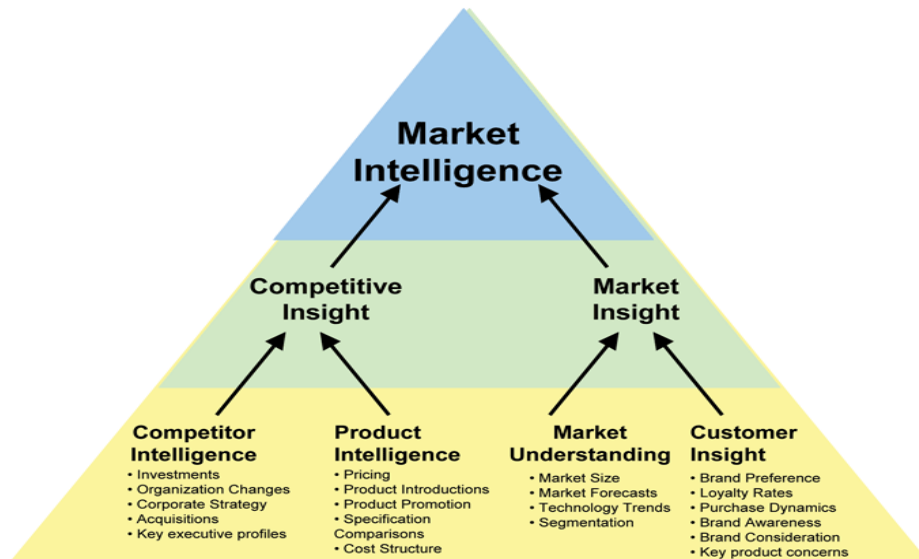 Market
Intelligence
Competitive
Insight
Market
Insight
Competitor
Intelligence
• Investments
• Organization Changes
• Corporate Strategy
• Acquisitions
• Key executive profiles
Product
Intelligence
• Pricing
• Product Introductions
• Product Promotion
• Specification
Comparisons
• Cost Structure
Market
Understanding
• Market Size
• Market Forecasts
• Technology Trends
• Segmentation
Customer
Insight
• Brand Preference
• Loyalty Rates
• Purchase Dynamics
• Brand Awareness
• Brand Consideration
• Key product concerns